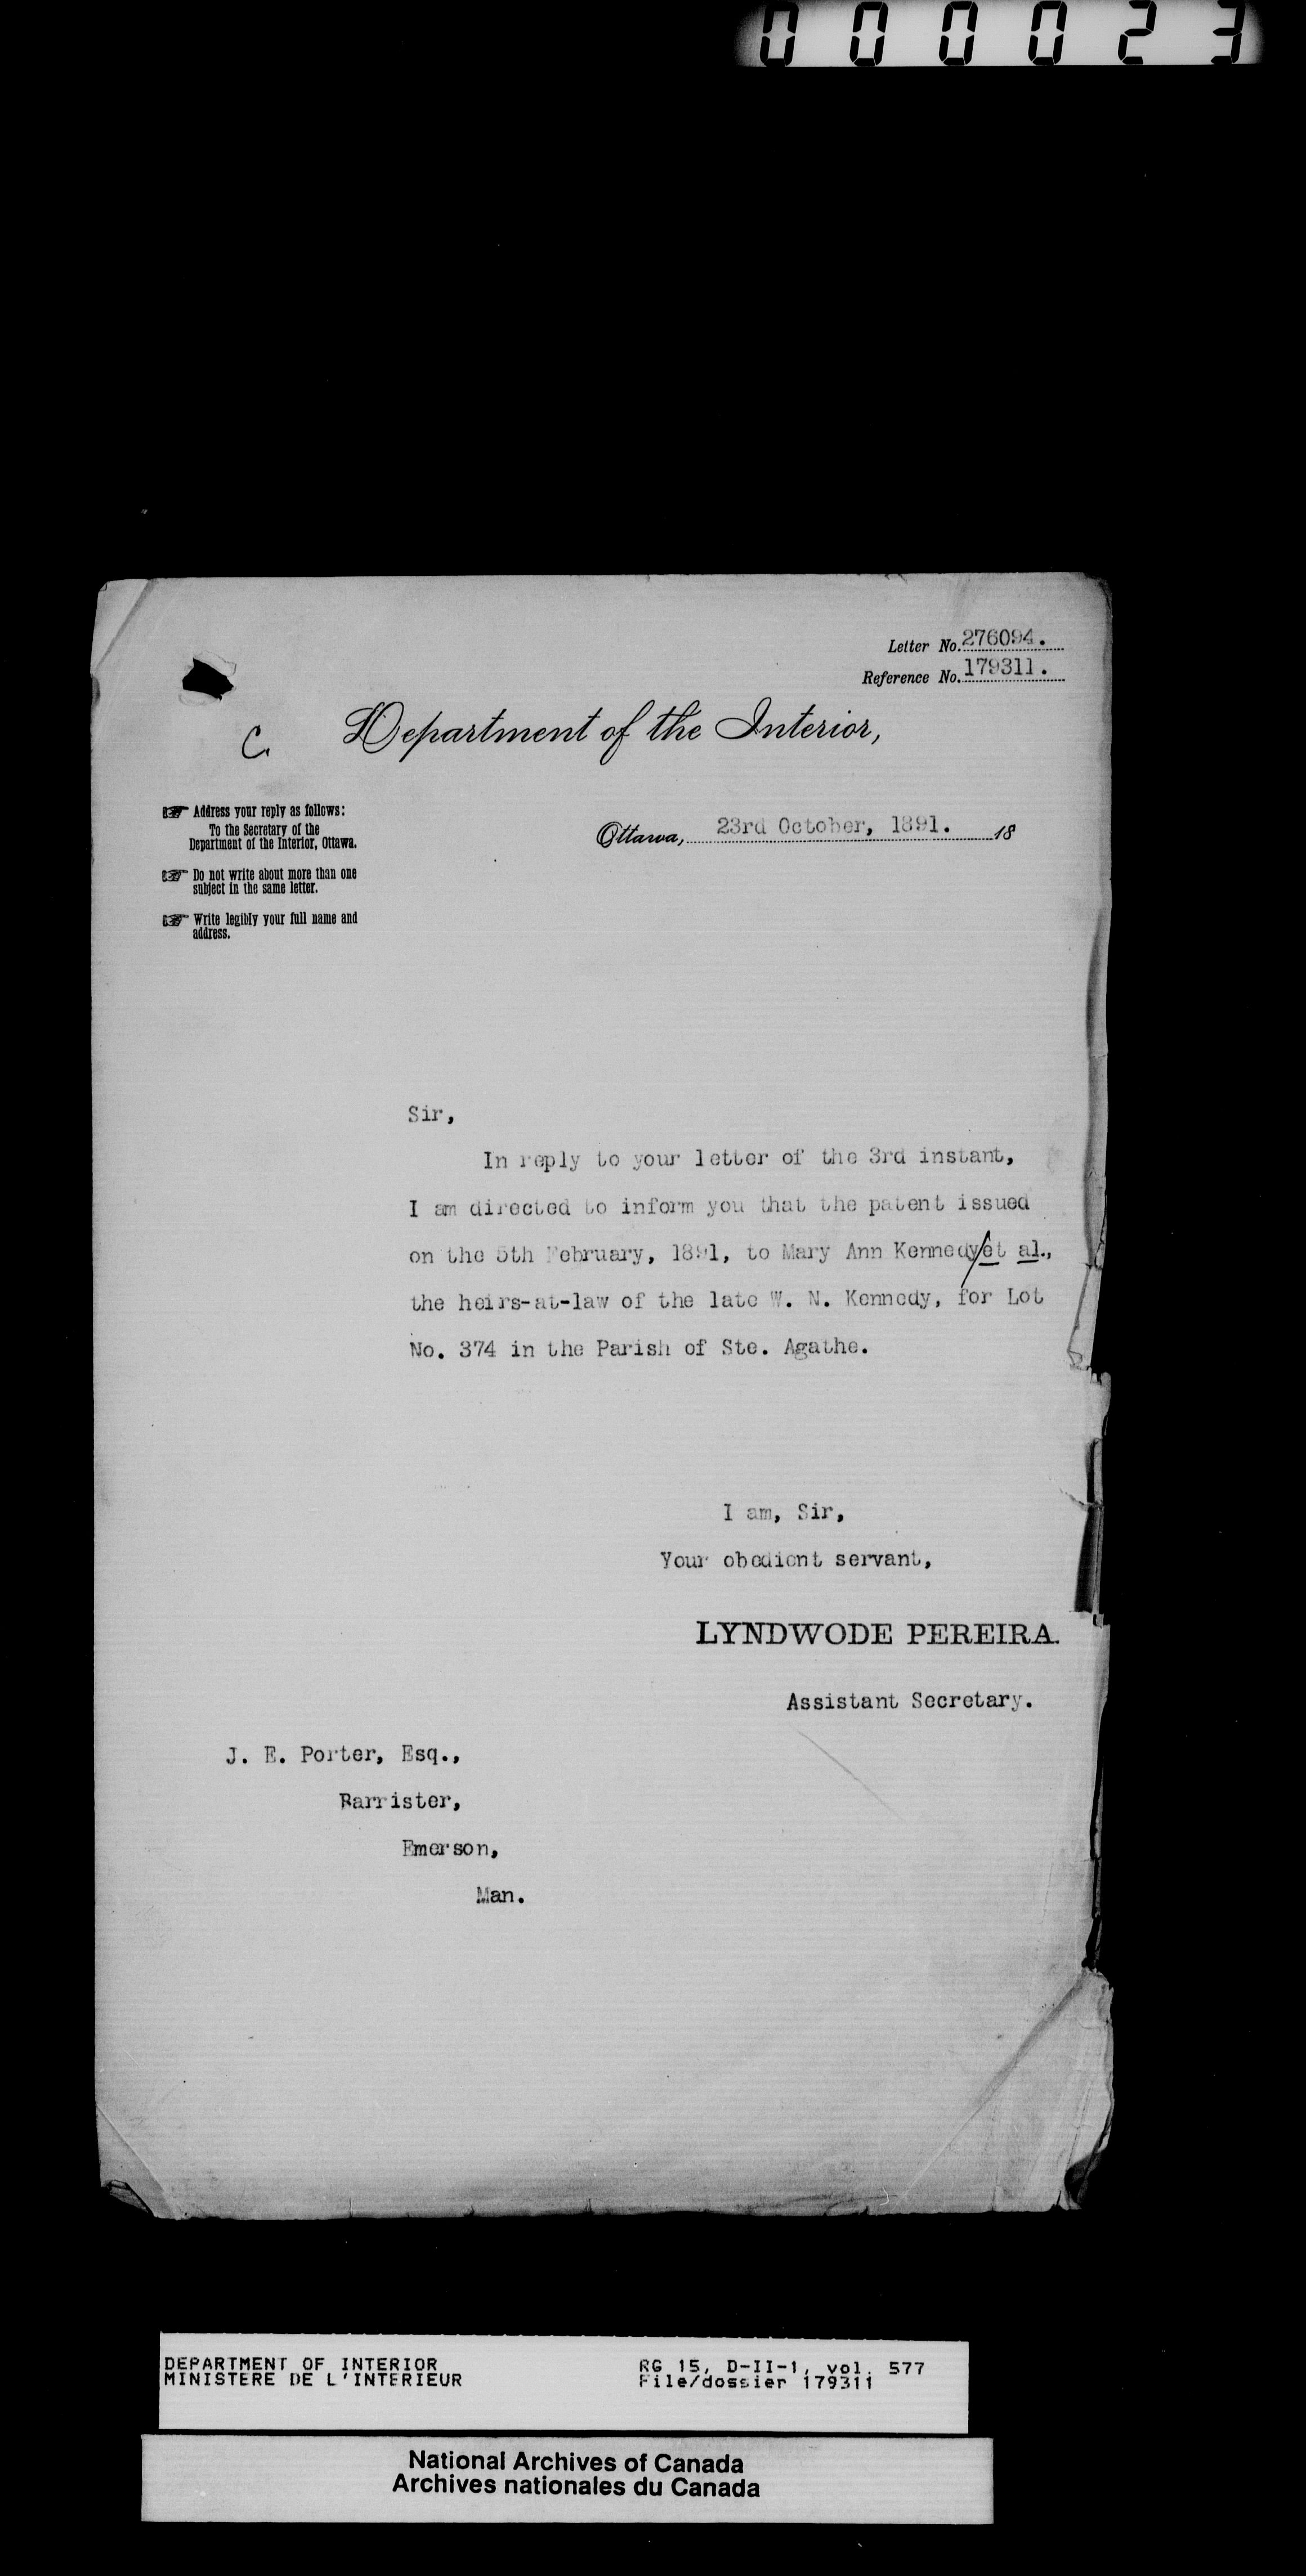 000023
Letter No. 276094.
Reference No. 179311.
Department of the Interior,
C.
Address your reply as follows:
To the Secretary of the
Department of the Interior, Ottawa.
Do not write about more than one
subject in the same letter.
Write legibly your full name and
address.
Ottawa, 23rd October, 1891. 18
Sir,
In reply to your letter of the 3rd instant,
I am directed to inform you that the patent issued
on the 5th February, 1891, to Mary Ann Kennedy/et al.,
the heirs-at-law of the late W. N. Kennedy, for Lot
No. 374 in the Parish of Ste. Agathe.
I am, Sir,
Your obedient servant,
LYNDWODE PEREIRA.
Assistant Secretary.
J. E. Porter, Esq.,
Barrister,
Emerson,
Man.
DEPARTMENT OF INTERIOR
MINISTERE DE L'INTERIEUR
RG 15, D-II-1, vol. 577
File/dossier 179311
National Archives of Canada
Archives nationales du Canada